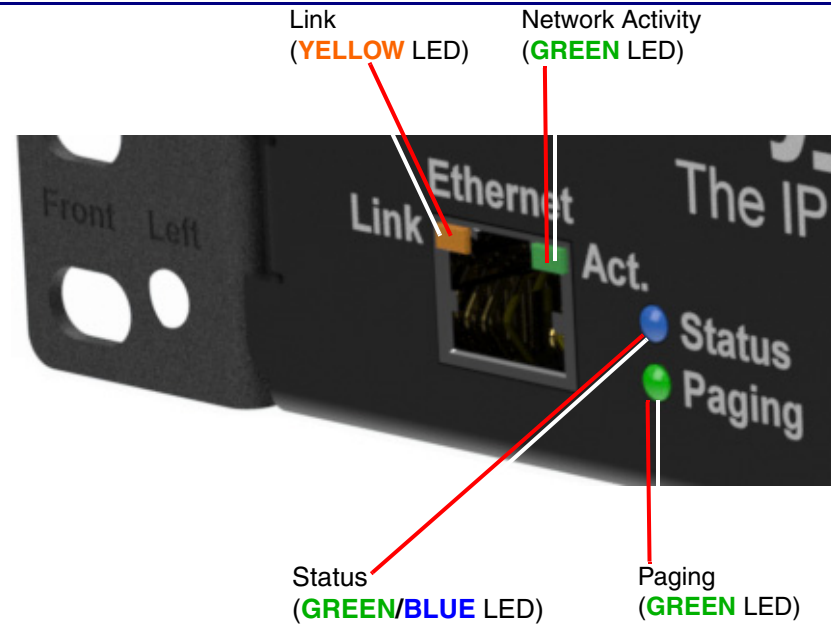 Link
(YELLOW LED)
Network Activity
(GREEN LED)
Ethernet
Link
Act.
The IP
Front Left
Status
Paging
Status
(GREEN/BLUE LED)
Paging
(GREEN LED)